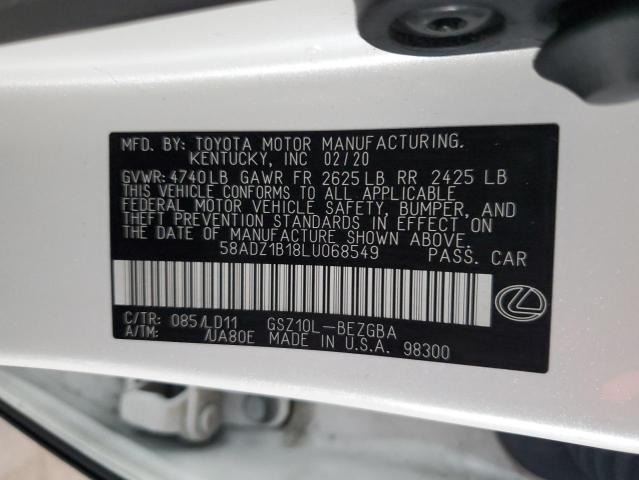 MFD. BY: TOYOTA MOTOR MANUFACTURING.
KENTUCKY, INC 02/20
GVWR: 4740LB GAWR FR 2625LB RR 2425 LB
THIS VEHICLE CONFORMS TO ALL APPLICABLE
FEDERAL MOTOR VEHICLE SAFETY, BUMPER, AND
THEFT PREVENTION STANDARDS IN EFFECT ON
THE DATE OF MANUFACTURE SHOWN ABOVE.
58ADZ1B18LU068549 PASS. CAR
C/TR: 085/LD11 GSZ10L-BEZGBA
A/TM: /UA80E MADE IN U.S.A. 98300